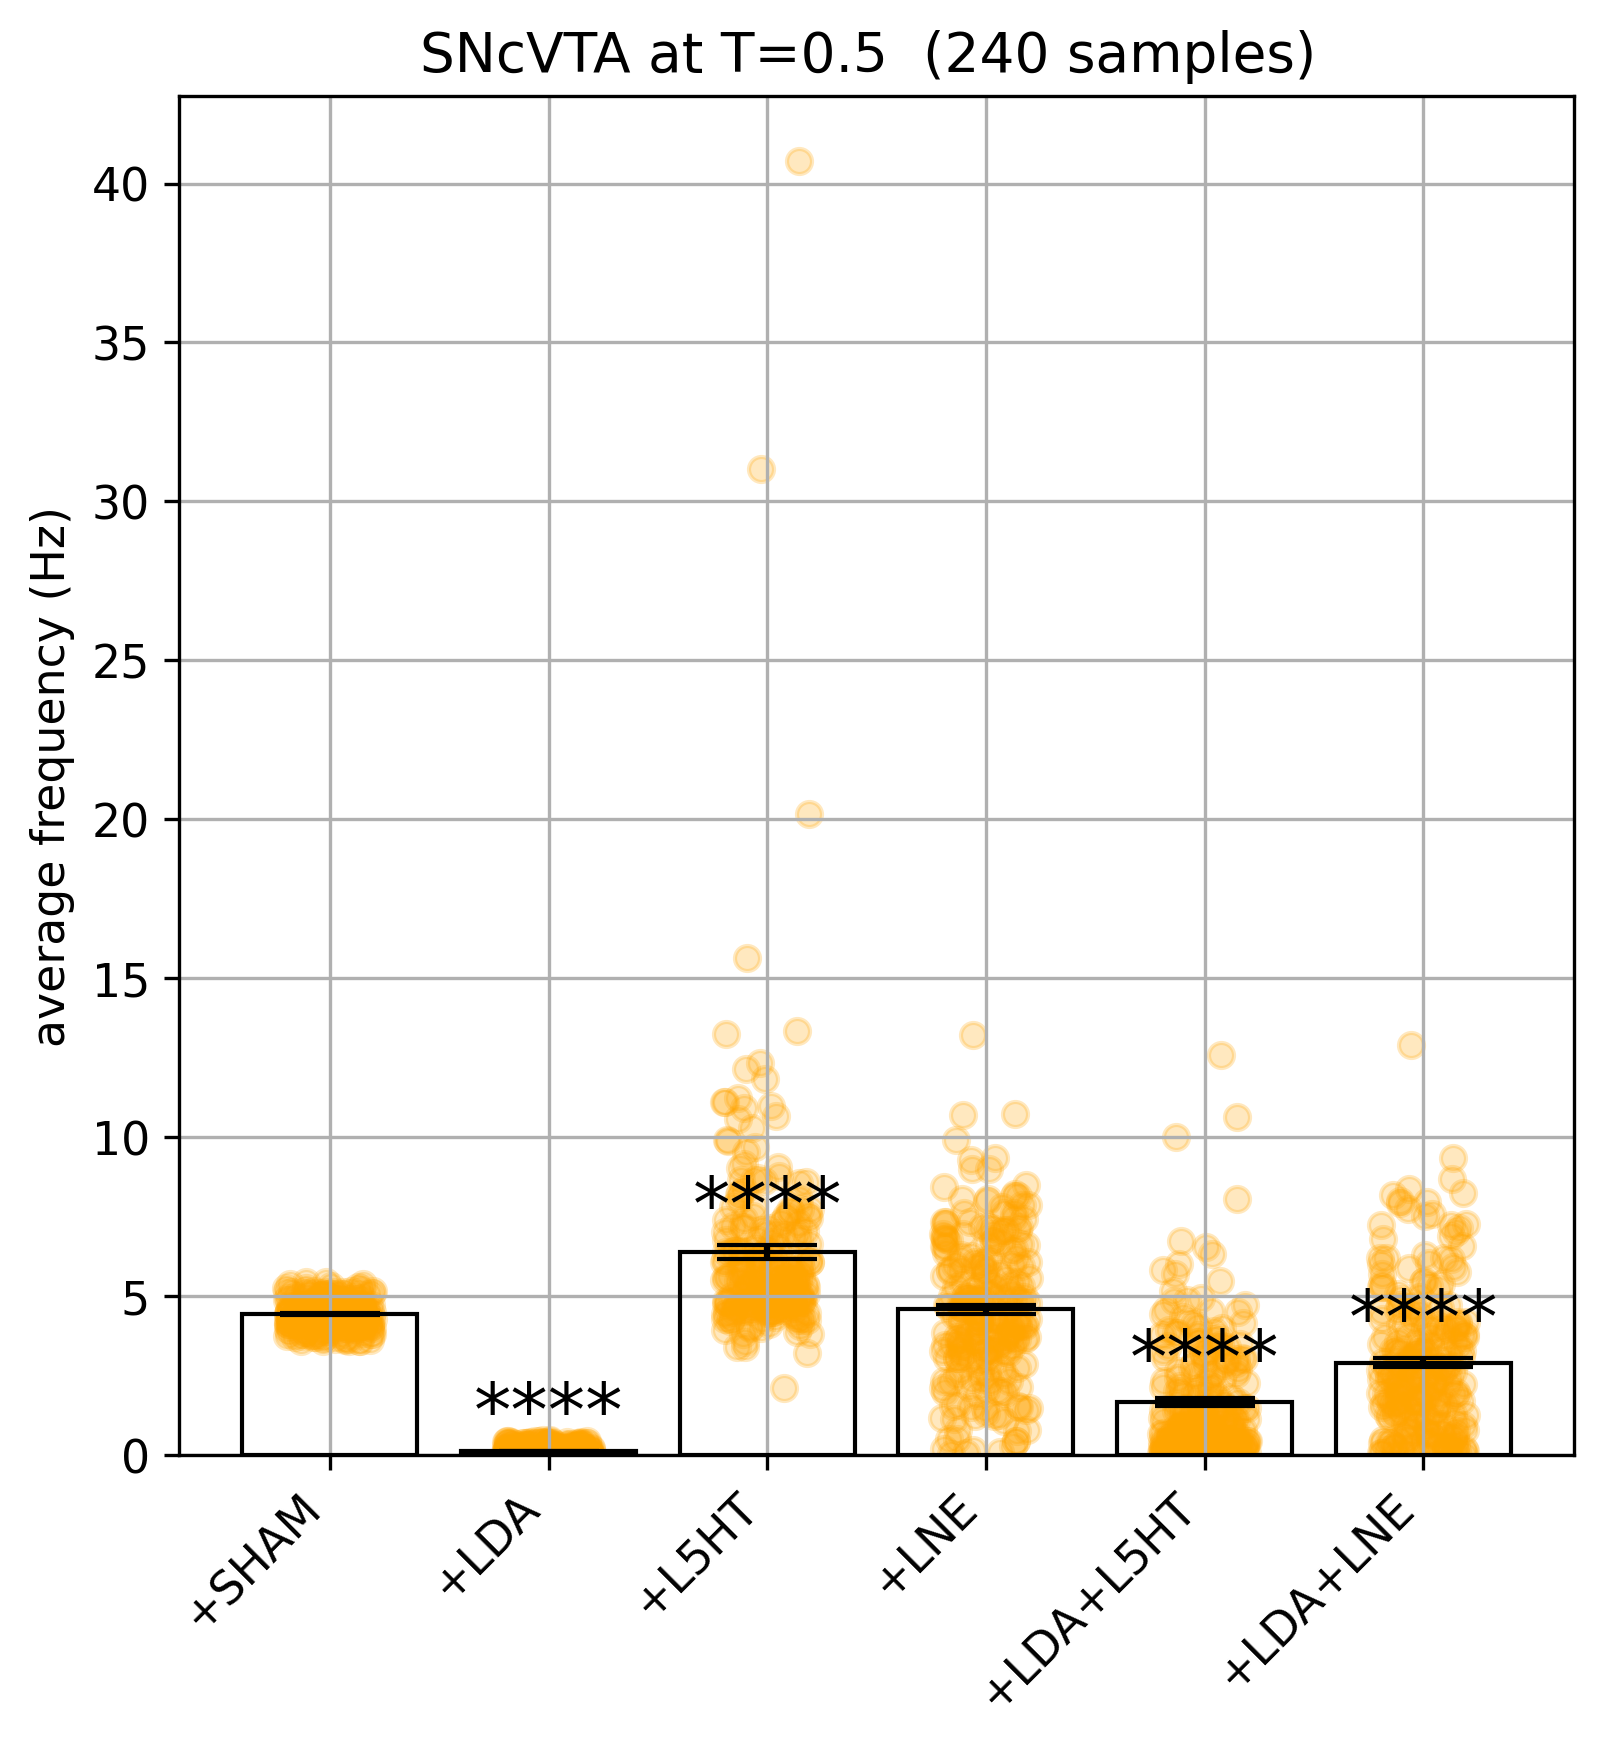 SNcVTA at T=0.5  (240 samples)
average frequency (Hz)
40
35
30
25
20
15
10
5
0
****
****
****
****
+SHAM
+LDA
+L5HT
+LNE
+LDA+L5HT
+LDA+LNE